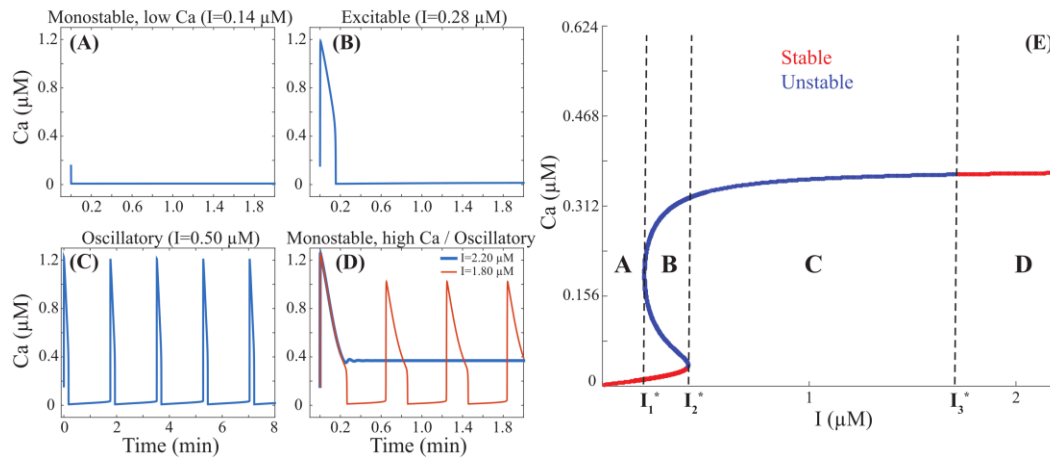 Monostable, low Ca (I=0.14 µM)
(A)
Ca (µM)
1.2
0.8
0.4
0
0.2 0.6 1.0 1.4 1.8
Excitable (I=0.28 µM)
(B)
1.2
0.8
0.4
0
0.2 0.6 1.0 1.4 1.8
Oscillatory (I=0.50 µM)
(C)
Ca (µM)
1.2
0.8
0.4
0
0 2 4 6 8
Time (min)
Monostable, high Ca / Oscillatory
(D)
I=2.20 µM
I=1.80 µM
1.2
0.8
0.4
0
0.2 0.6 1.0 1.4 1.8
Time (min)
(E)
Stable
Unstable
Ca (µM)
0.624
0.468
0.312
0.156
0
A B C D
I₁* I₂* 1 I₃* 2
I (µM)